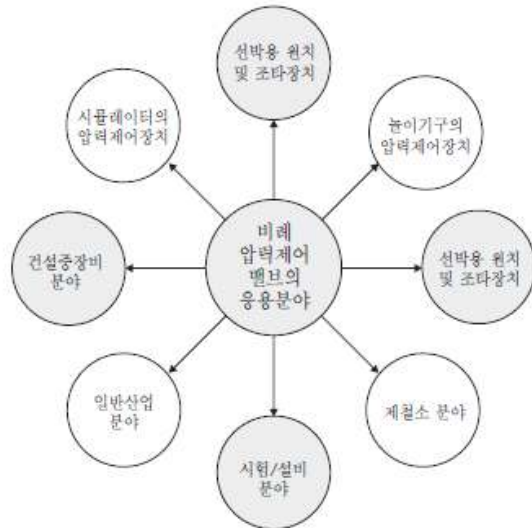 선박용 윈치
및 조타장치
시뮬레이터의
압력제어장치
놀이기구의
압력제어장치
비례
압력제어
밸브의
응용분야
건설중장비
분야
선박용 윈치
및 조타장치
일반산업
분야
제철소 분야
시험/설비
분야